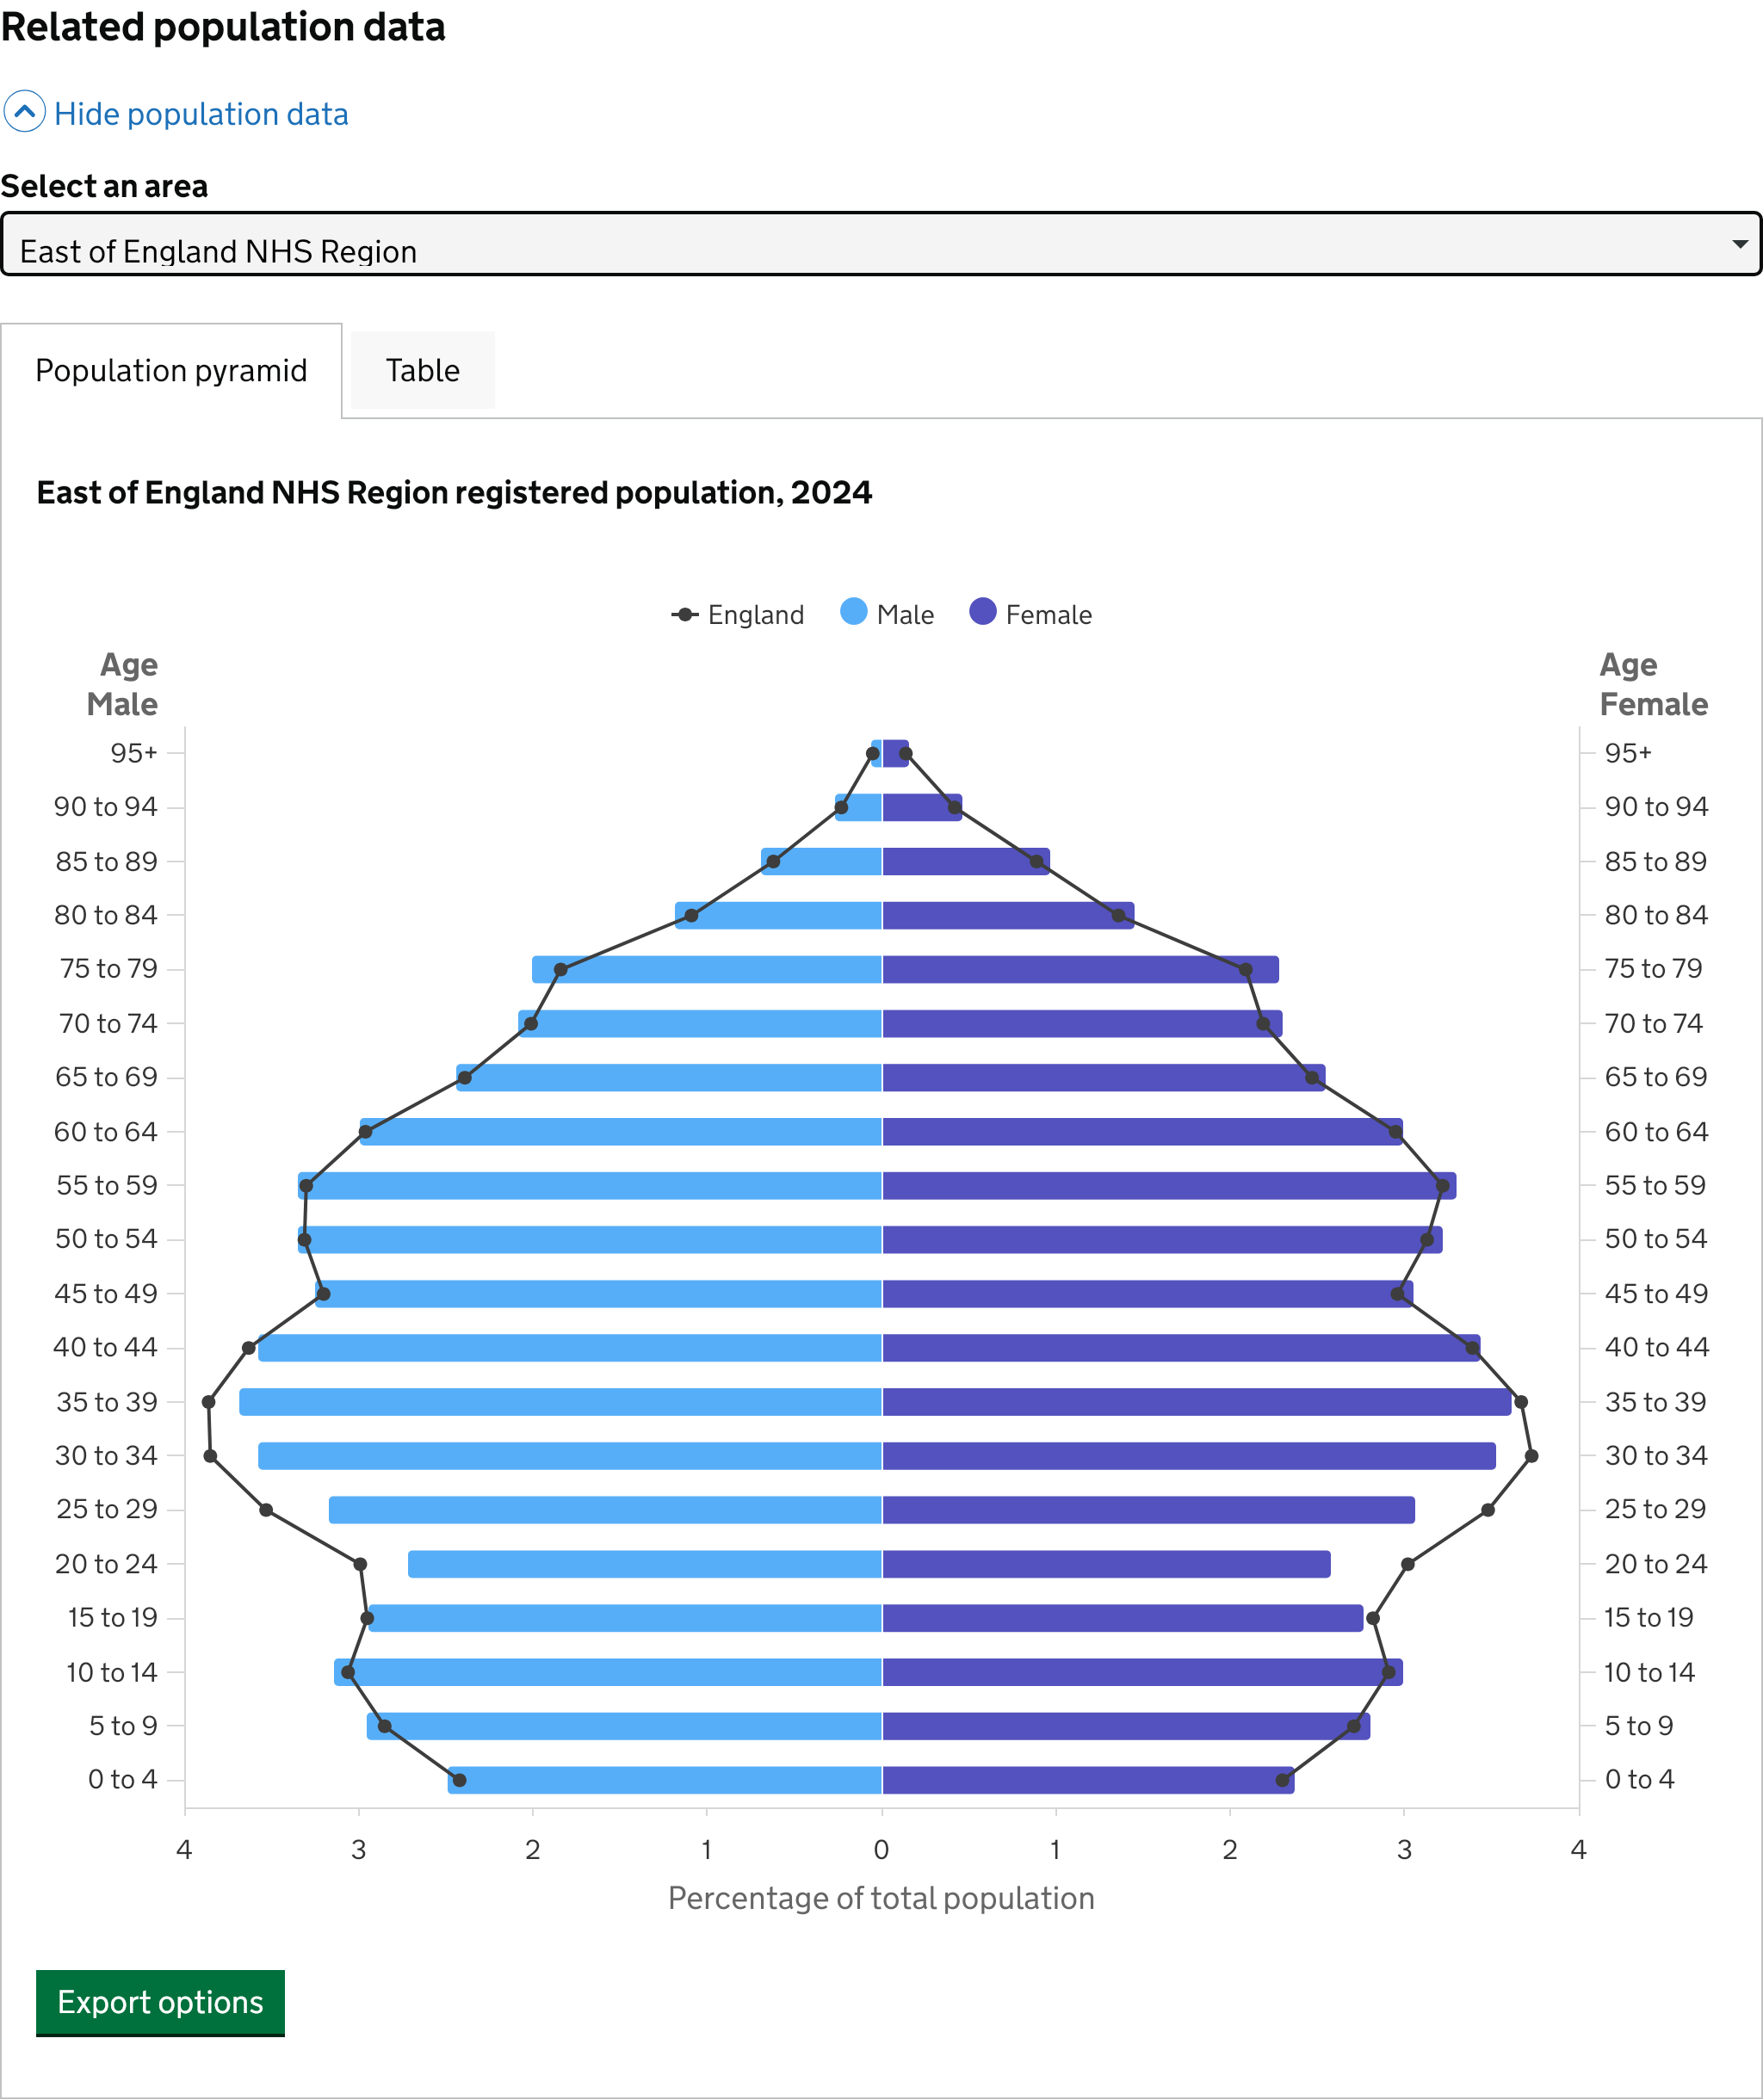 Related population data
Hide population data
Select an area
East of England NHS Region
Population pyramid Table
East of England NHS Region registered population, 2024
England Male Female
Age Age
Male Female
95+ 95+
90 to 94 90 to 94
85 to 89 85 to 89
80 to 84 80 to 84
75 to 79 75 to 79
70 to 74 70 to 74
65 to 69 65 to 69
60 to 64 60 to 64
55 to 59 55 to 59
50 to 54 50 to 54
45 to 49 45 to 49
40 to 44 40 to 44
35 to 39 35 to 39
30 to 34 30 to 34
25 to 29 25 to 29
20 to 24 20 to 24
15 to 19 15 to 19
10 to 14 10 to 14
5 to 9 5 to 9
0 to 4 0 to 4
4 3 2 1 0 1 2 3 4
Percentage of total population
Export options